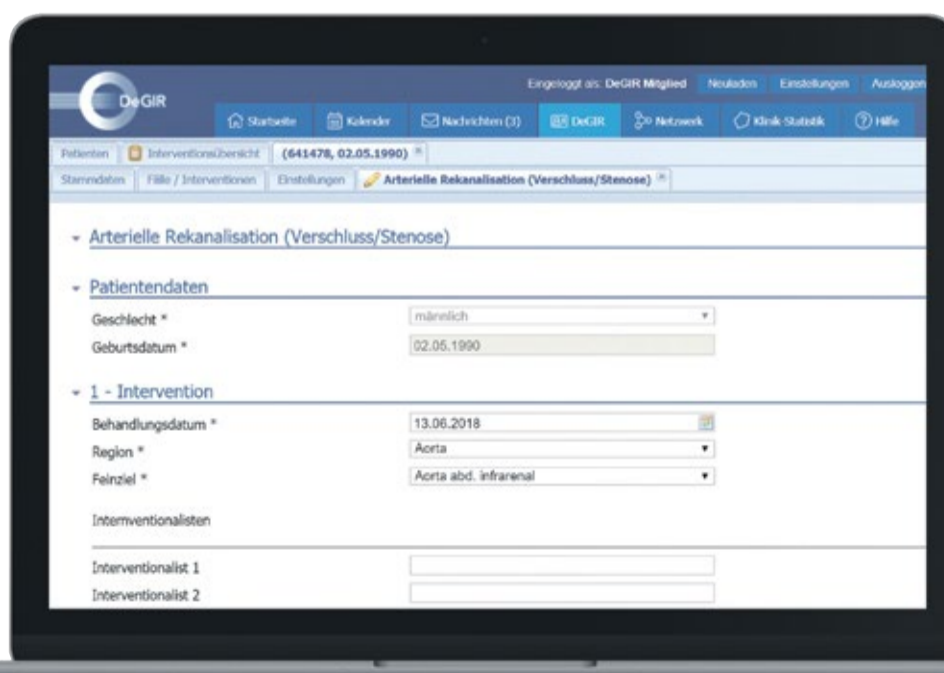 DeGIR
Eingeloggt als: DeGIR Mitglied Neuladen Einstellungen Ausloggen
Startseite Kalender Nachrichten (3) DeGIR Netzwerk Klinik-Statistik Hilfe
Patienten Interventionsübersicht (641478, 02.05.1990)
Stammdaten Fälle / Interventionen Einstellungen Arterielle Rekanalisation (Verschluss/Stenose)
Arterielle Rekanalisation (Verschluss/Stenose)
Patientendaten
Geschlecht * männlich
Geburtsdatum * 02.05.1990
1 - Intervention
Behandlungsdatum * 13.06.2018
Region * Aorta
Feinziel * Aorta abd. infrarenal
Internventionalisten
Interventionalist 1
Interventionalist 2